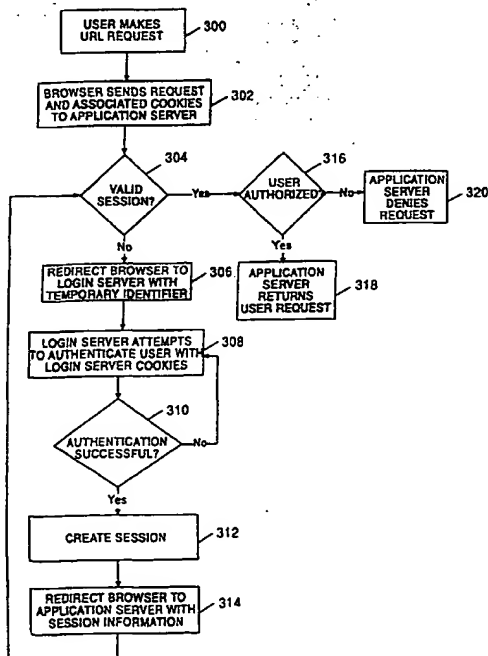 USER MAKES
URL REQUEST
300
BROWSER SENDS REQUEST
AND ASSOCIATED COOKIES
TO APPLICATION SERVER
302
304
VALID
SESSION?
Yes
No
316
USER
AUTHORIZED?
No
Yes
APPLICATION
SERVER
DENIES
REQUEST
320
REDIRECT BROWSER TO
LOGIN SERVER WITH
TEMPORARY IDENTIFIER
306
APPLICATION
SERVER
RETURNS
USER REQUEST
318
LOGIN SERVER ATTEMPTS
TO AUTHENTICATE USER WITH
LOGIN SERVER COOKIES
308
310
AUTHENTICATION
SUCCESSFUL?
No
Yes
CREATE SESSION
312
REDIRECT BROWSER TO
APPLICATION SERVER WITH
SESSION INFORMATION
314